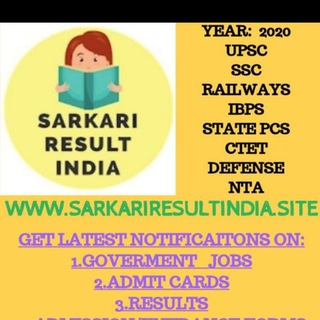 YEAR: 2020
UPSC
SSC
RAILWAYS
IBPS
STATE PCS
CTET
DEFENSE
NTA
SARKARI
RESULT
INDIA
WWW.SARKARIRESULTINDIA.SITE
GET LATEST NOTIFICAITONS ON:
1.GOVERMENT JOBS
2.ADMIT CARDS
3.RESULTS